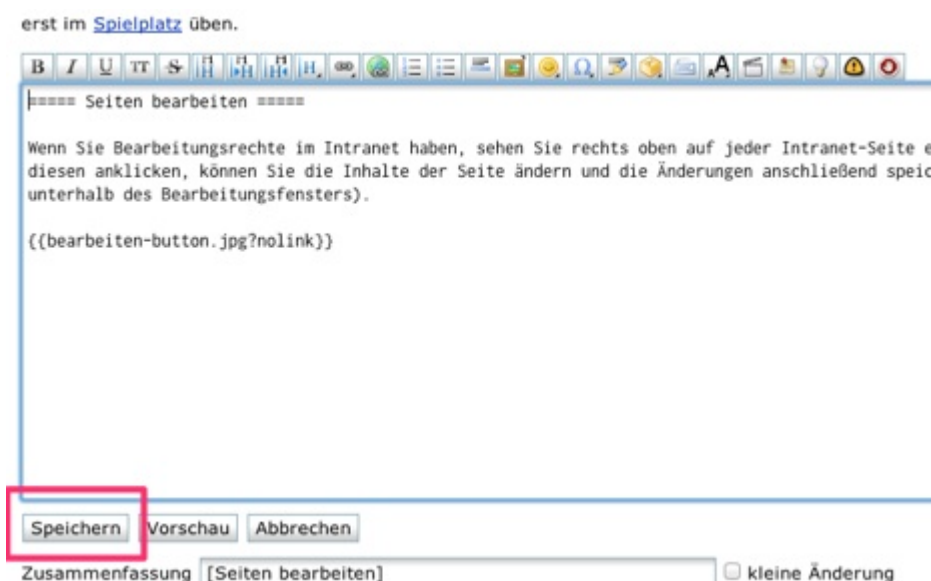 erst im Spielplatz üben.
B I U TT S H H H H Ω A
===== Seiten bearbeiten =====
Wenn Sie Bearbeitungsrechte im Intranet haben, sehen Sie rechts oben auf jeder Intranet-Seite e
diesen anklicken, können Sie die Inhalte der Seite ändern und die Änderungen anschließend speic
unterhalb des Bearbeitungsfensters).
{{bearbeiten-button.jpg?nolink}}
Speichern Vorschau Abbrechen
Zusammenfassung [Seiten bearbeiten] kleine Änderung